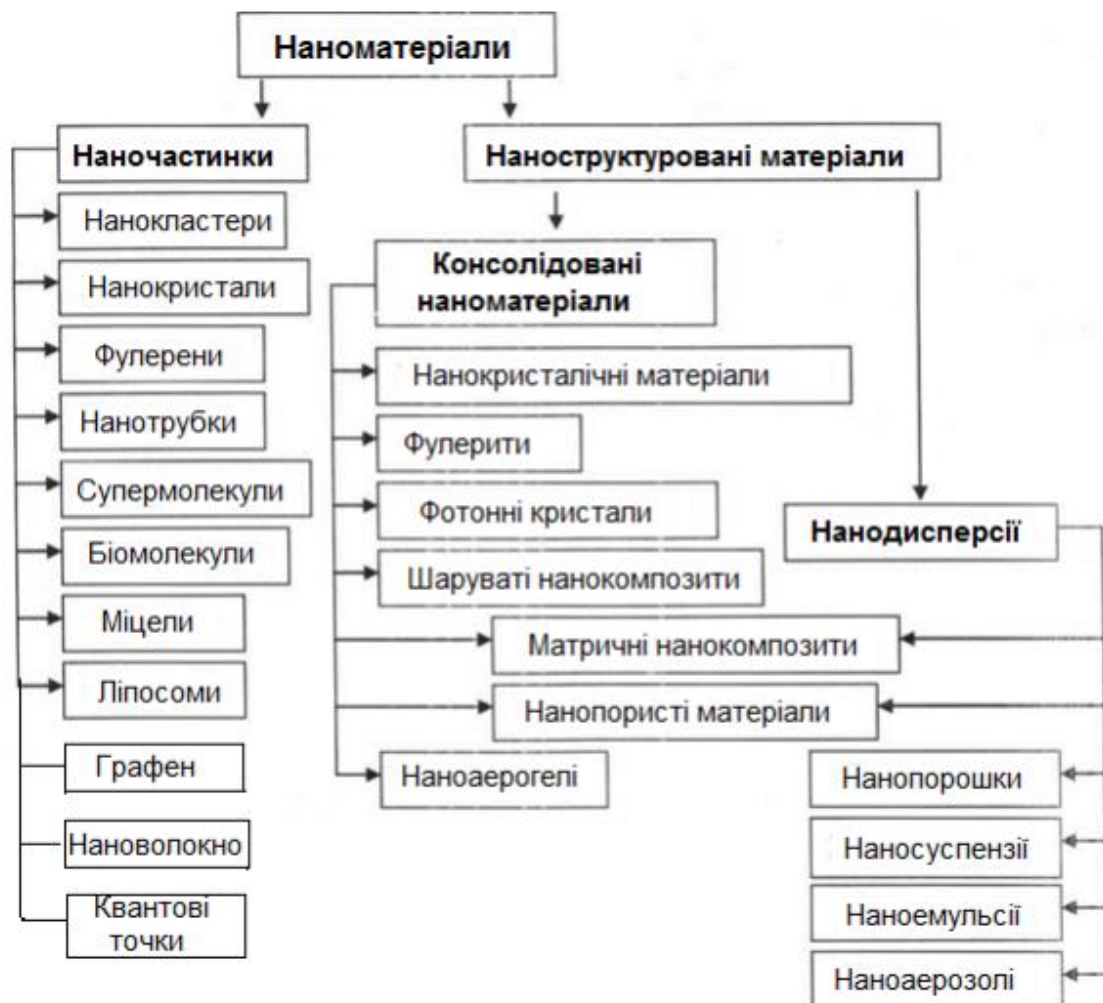 Наноматеріали
Наночастинки
Нанокластери
Нанокристали
Фулерени
Нанотрубки
Супермолекули
Біомолекули
Міцели
Ліпосоми
Графен
Нановолокно
Квантові
точки
Наноструктуровані матеріали
Консолідовані
наноматеріали
Нанокристалічні матеріали
Фулерити
Фотонні кристали
Шаруваті нанокомпозити
Матричні нанокомпозити
Нанопористі матеріали
Наноаерогелі
Нанодисперсії
Нанопорошки
Наносуспензії
Наноемульсії
Наноаерозолі